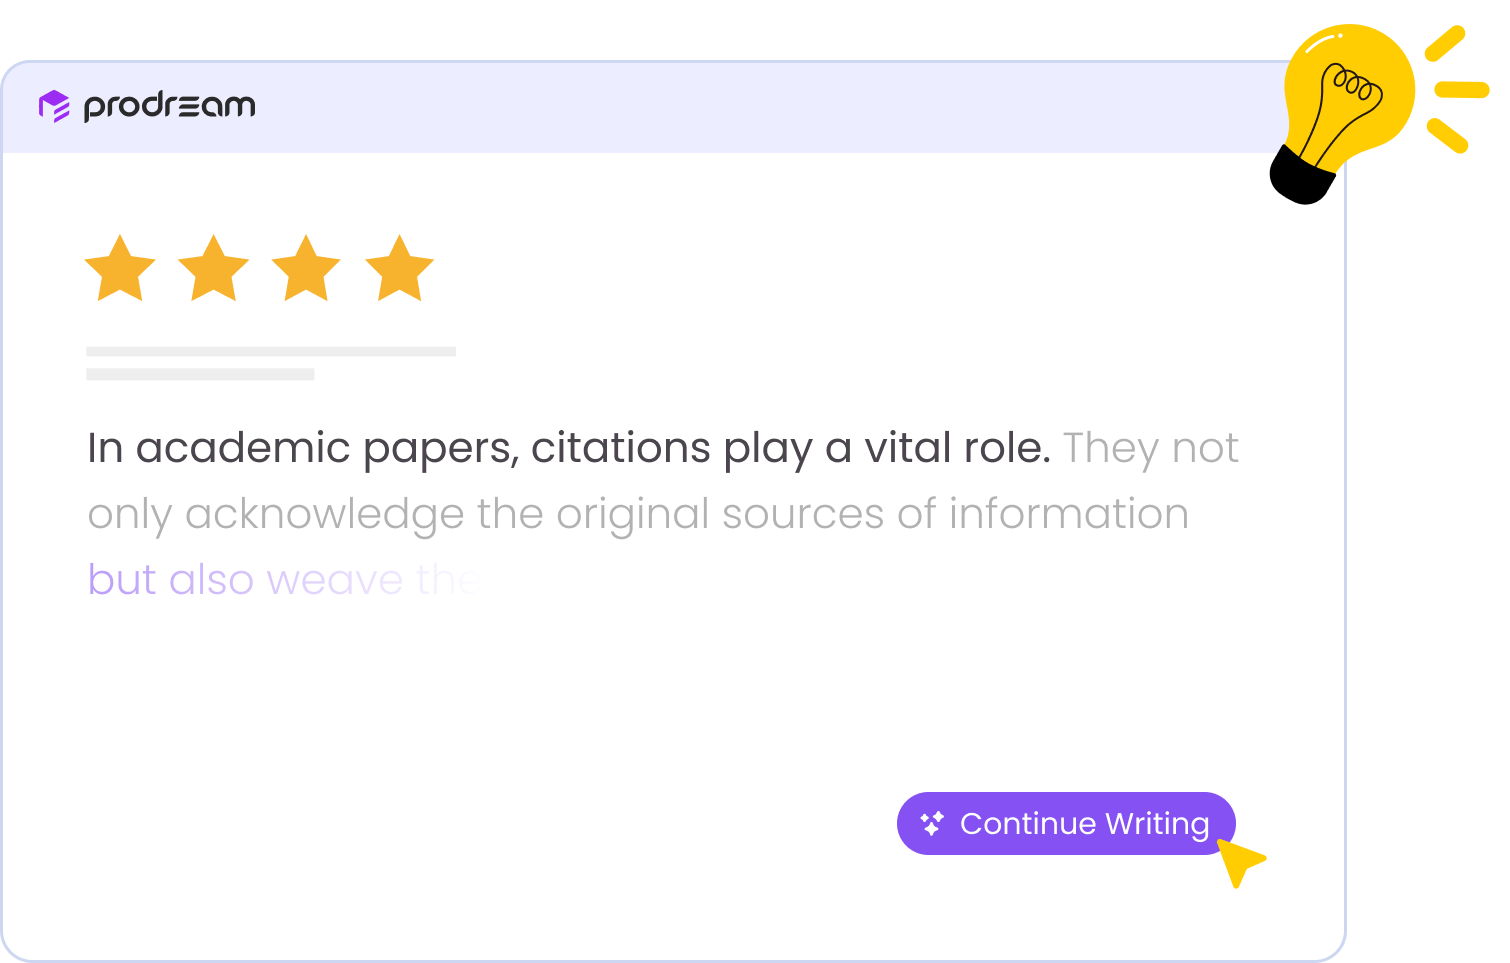 prodream
In academic papers, citations play a vital role. They not
only acknowledge the original sources of information
but also weave the
Continue Writing